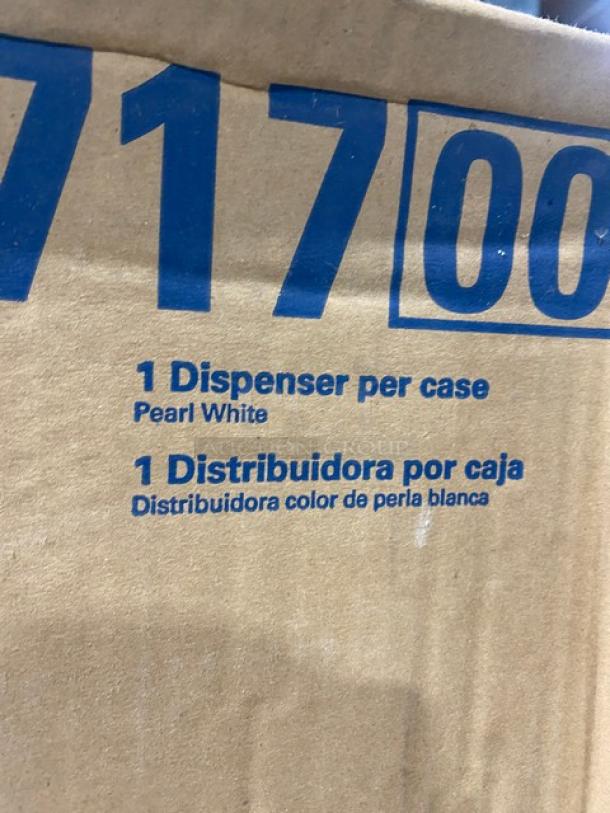 717 00
1 Dispenser per case
Pearl White
1 Distribuidora por caja
Distribuidora color de perla blanca